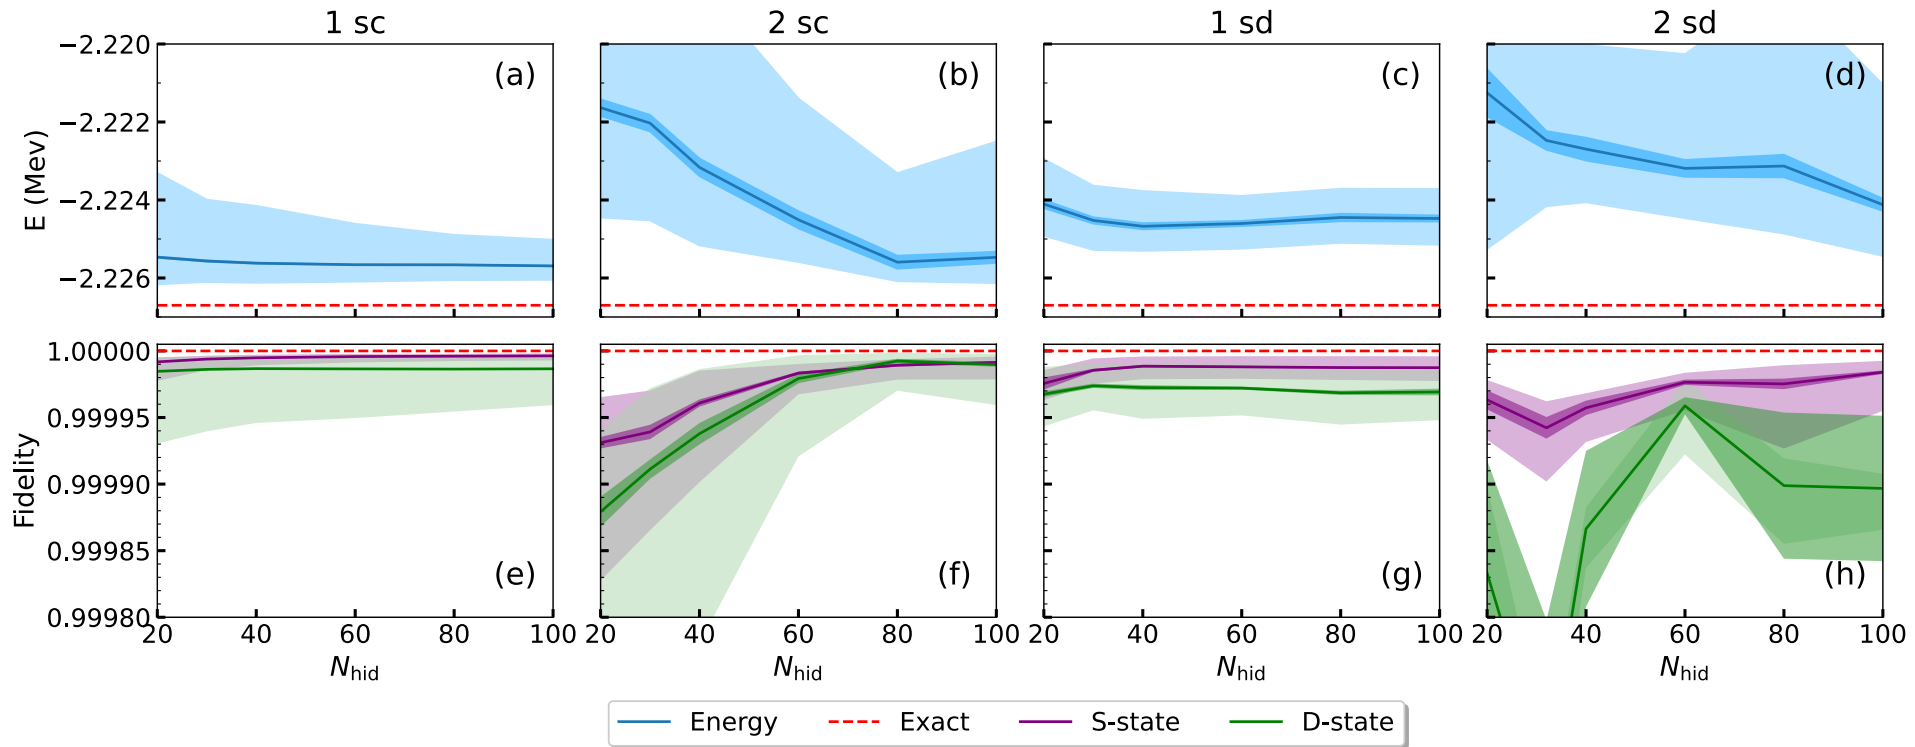 1 sc 2 sc 1 sd 2 sd
E (Mev)
−2.220
−2.222
−2.224
−2.226
(a) (b) (c) (d)
Fidelity
1.00000
0.99995
0.99990
0.99985
0.99980
(e) (f) (g) (h)
20 40 60 80 100 20 40 60 80 100 20 40 60 80 100 20 40 60 80 100
N_hid N_hid N_hid N_hid
Energy Exact S-state D-state